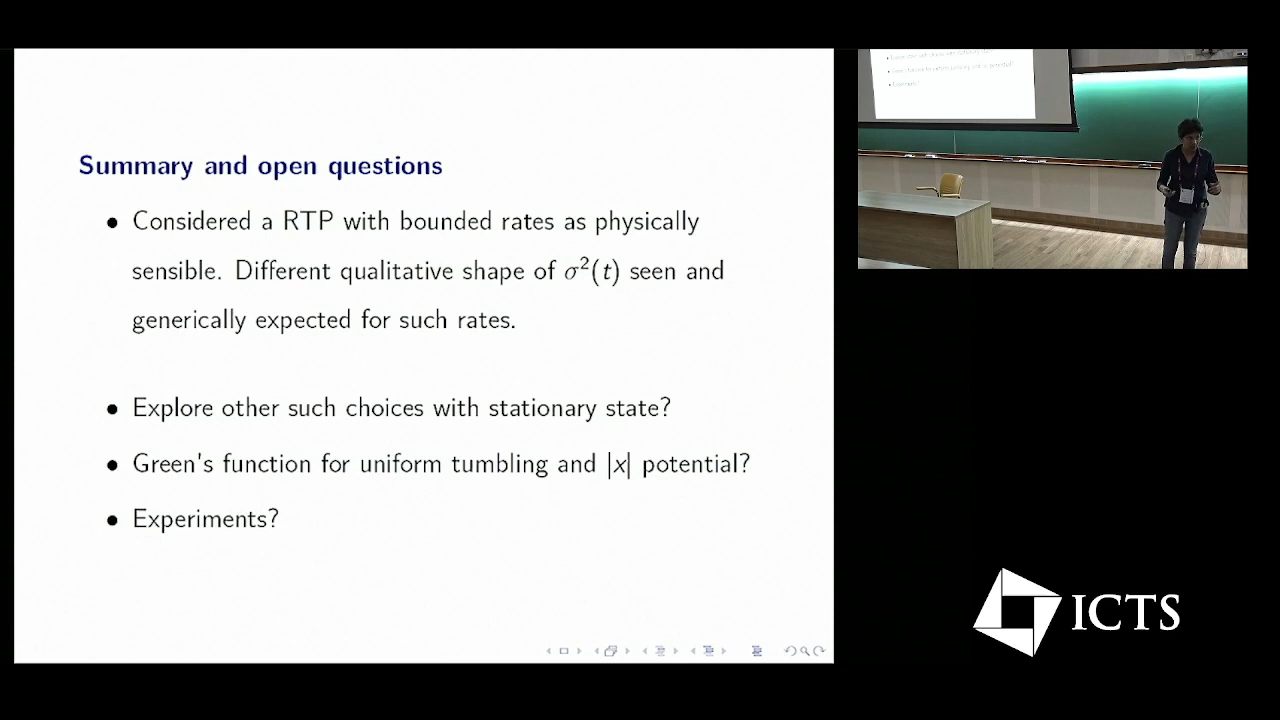 Summary and open questions
• Considered a RTP with bounded rates as physically
sensible. Different qualitative shape of σ²(t) seen and
generically expected for such rates.
• Explore other such choices with stationary state?
• Green's function for uniform tumbling and |x| potential?
• Experiments?
ICTS